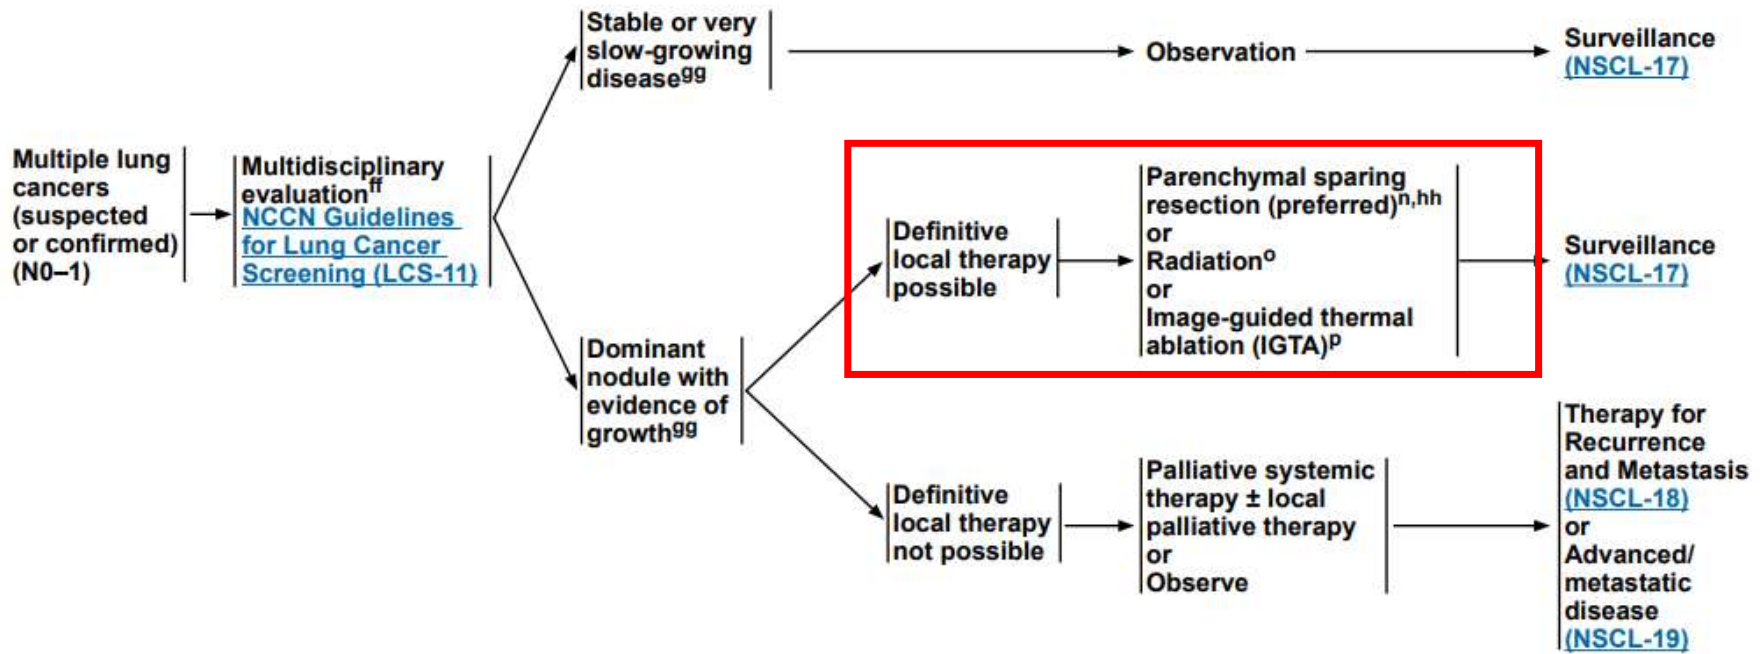 Multiple lung
cancers
(suspected
or confirmed)
(N0–1)
Multidisciplinary
evaluationff
NCCN Guidelines
for Lung Cancer
Screening (LCS-11)
Stable or very
slow-growing
diseasegg
Observation
Surveillance
(NSCL-17)
Dominant
nodule with
evidence of
growthgg
Definitive
local therapy
possible
Parenchymal sparing
resection (preferred)n,hh
or
Radiationo
or
Image-guided thermal
ablation (IGTA)p
Surveillance
(NSCL-17)
Definitive
local therapy
not possible
Palliative systemic
therapy ± local
palliative therapy
or
Observe
Therapy for
Recurrence
and Metastasis
(NSCL-18)
or
Advanced/
metastatic
disease
(NSCL-19)